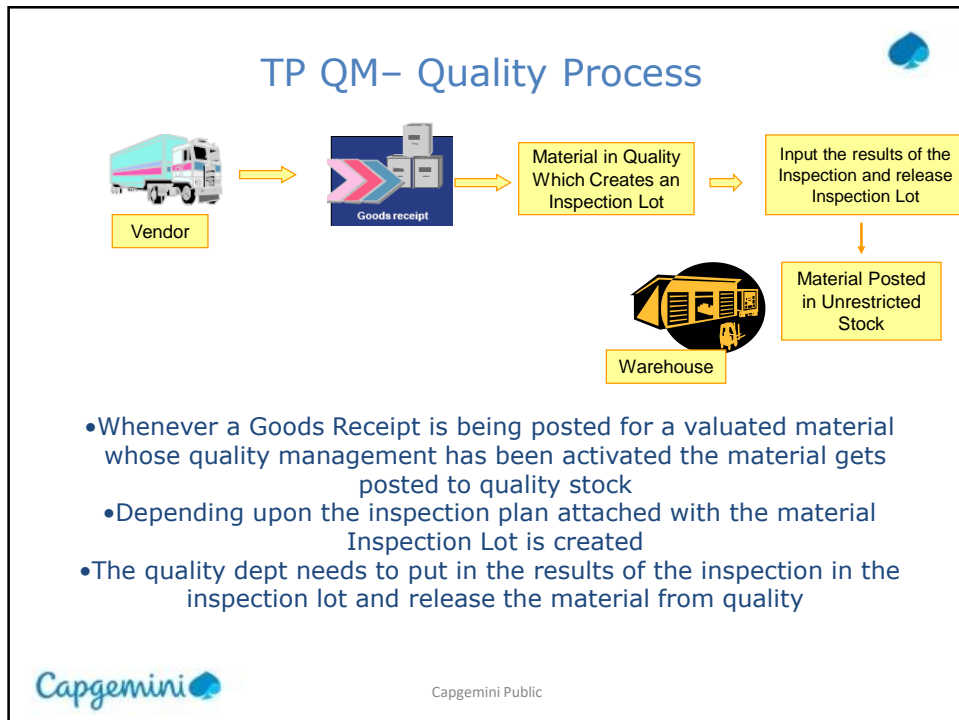 TP QM– Quality Process
Vendor
Goods receipt
Material in Quality
Which Creates an
Inspection Lot
Input the results of the
Inspection and release
Inspection Lot
Material Posted
in Unrestricted
Stock
Warehouse
•Whenever a Goods Receipt is being posted for a valuated material
whose quality management has been activated the material gets
posted to quality stock
•Depending upon the inspection plan attached with the material
Inspection Lot is created
•The quality dept needs to put in the results of the inspection in the
inspection lot and release the material from quality
Capgemini
Capgemini Public